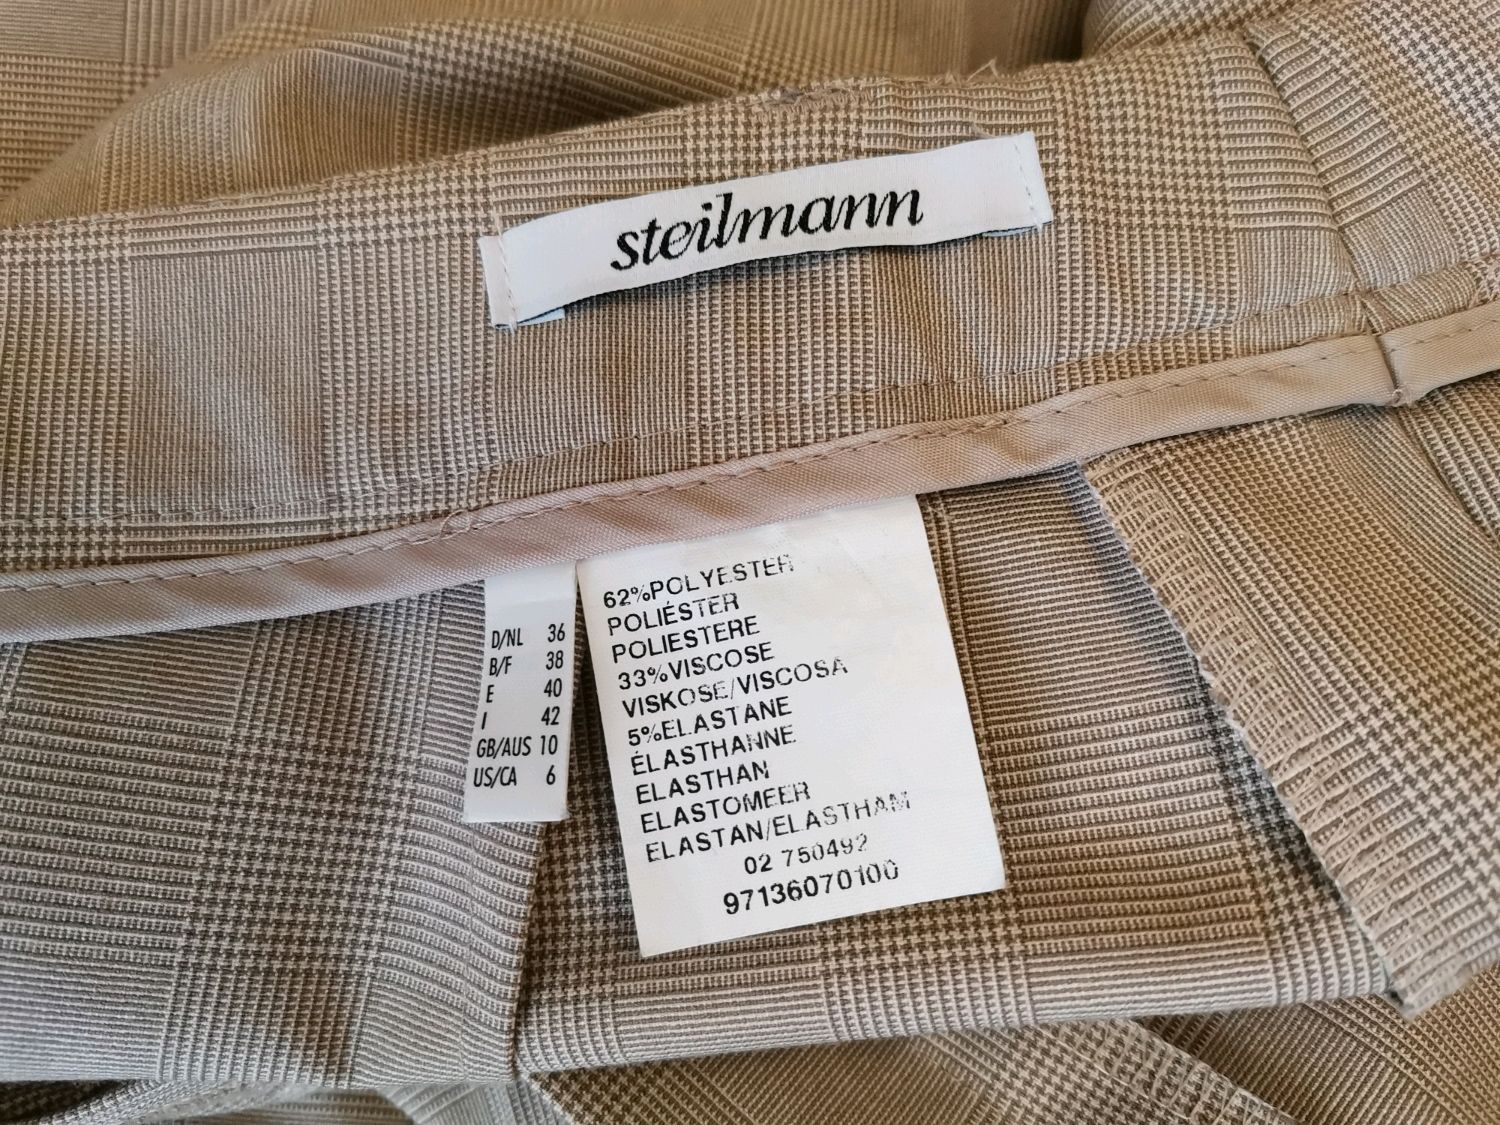 steilmann
D/NL 36
B/F 38
E 40
I 42
GB/AUS 10
US/CA 6
62%POLYESTER
POLIÉSTER
POLIESTERE
33%VISCOSE
VISKOSE/VISCOSA
5%ELASTANE
ÉLASTHANNE
ELASTHAN
ELASTOMEER
ELASTAN/ELASTHAM
02 750492
97136070100